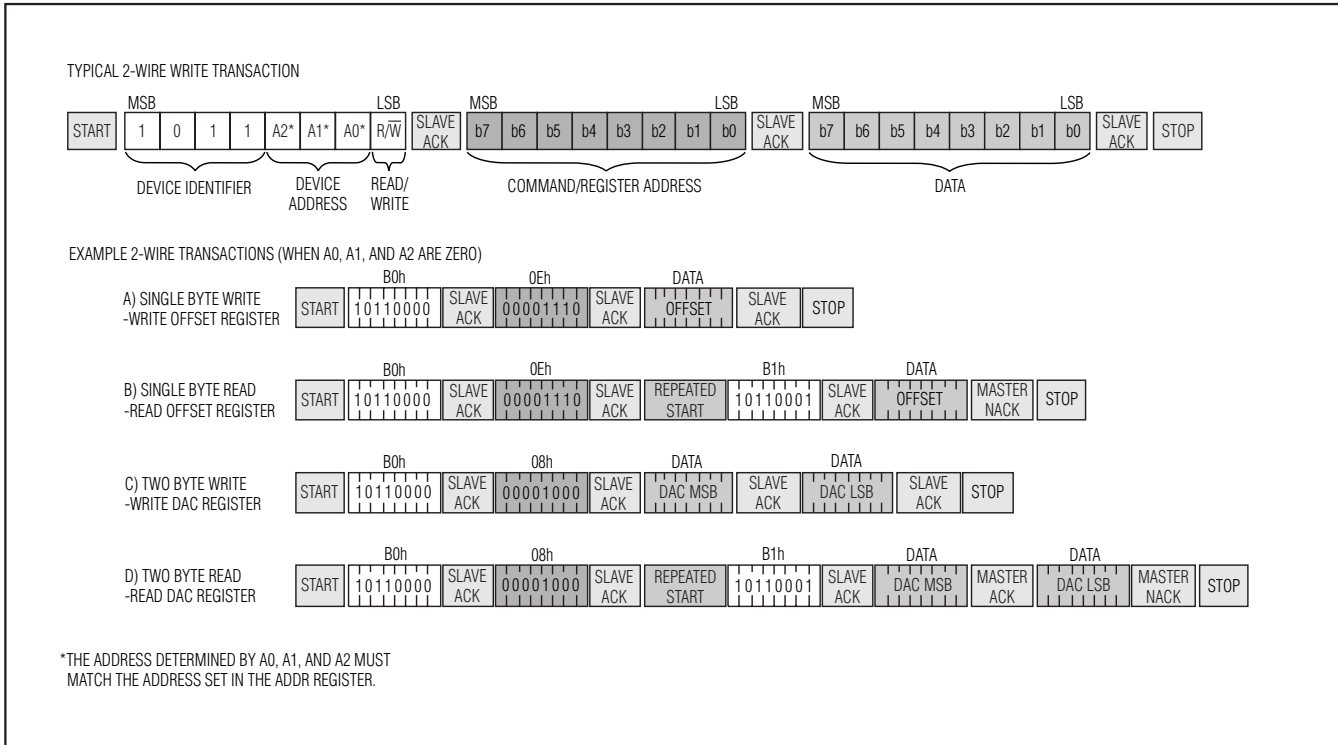 TYPICAL 2-WIRE WRITE TRANSACTION
MSB LSB MSB LSB MSB LSB
START 1 0 1 1 A2* A1* A0* R/W̅ SLAVE ACK b7 b6 b5 b4 b3 b2 b1 b0 SLAVE ACK b7 b6 b5 b4 b3 b2 b1 b0 SLAVE ACK STOP
DEVICE IDENTIFIER DEVICE ADDRESS READ/WRITE COMMAND/REGISTER ADDRESS DATA
EXAMPLE 2-WIRE TRANSACTIONS (WHEN A0, A1, AND A2 ARE ZERO)
B0h 0Eh DATA
A) SINGLE BYTE WRITE
-WRITE OFFSET REGISTER
START 10110000 SLAVE ACK 00001110 SLAVE ACK OFFSET SLAVE ACK STOP
B0h 0Eh B1h DATA
B) SINGLE BYTE READ
-READ OFFSET REGISTER
START 10110000 SLAVE ACK 00001110 SLAVE ACK REPEATED START 10110001 SLAVE ACK OFFSET MASTER NACK STOP
B0h 08h DATA DATA
C) TWO BYTE WRITE
-WRITE DAC REGISTER
START 10110000 SLAVE ACK 00001000 SLAVE ACK DAC MSB SLAVE ACK DAC LSB SLAVE ACK STOP
B0h 08h B1h DATA DATA
D) TWO BYTE READ
-READ DAC REGISTER
START 10110000 SLAVE ACK 00001000 SLAVE ACK REPEATED START 10110001 SLAVE ACK DAC MSB MASTER ACK DAC LSB MASTER NACK STOP
*THE ADDRESS DETERMINED BY A0, A1, AND A2 MUST
MATCH THE ADDRESS SET IN THE ADDR REGISTER.